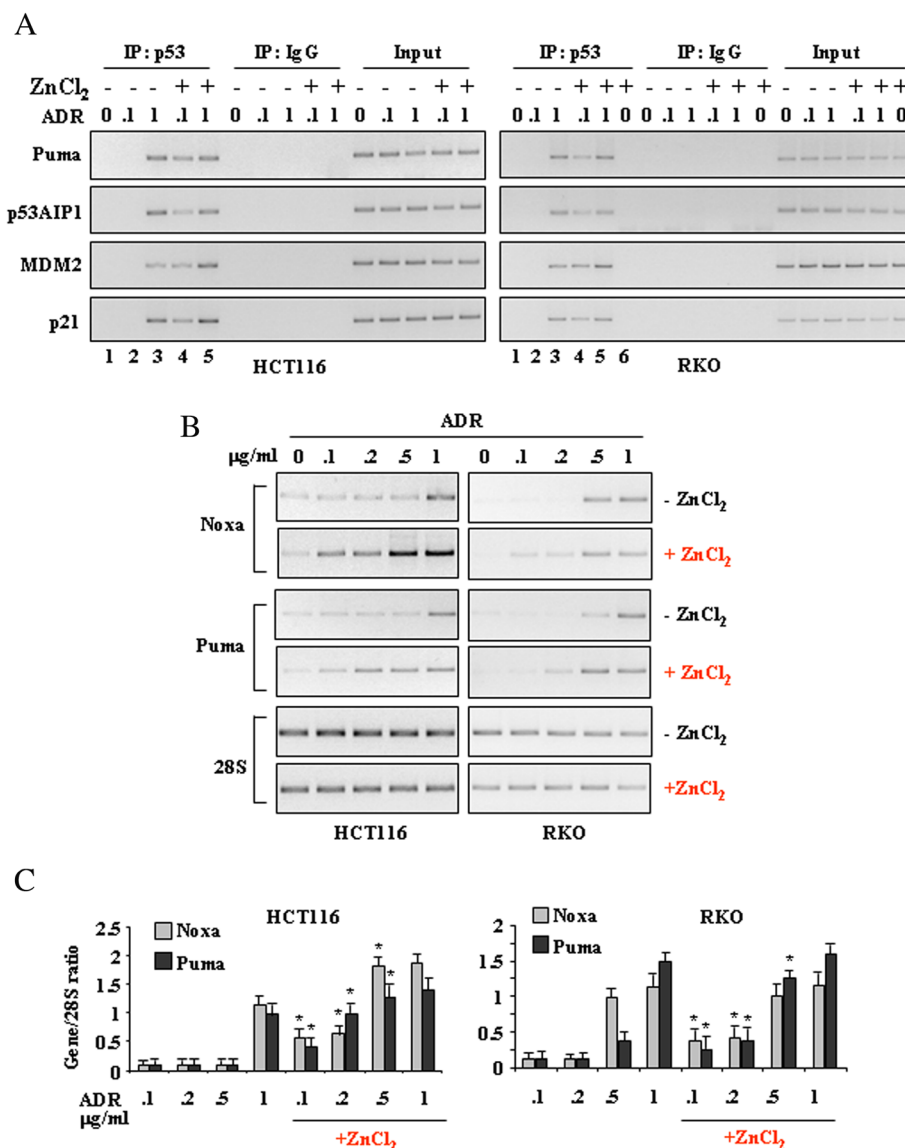 A
IP: p53 IP: IgG Input IP: p53 IP: IgG Input
ZnCl2 - - - + + - - - + + - - - + + - - - + + + - - - + + + - - - + + +
ADR 0 .1 1 .1 1 0 .1 1 .1 1 0 .1 1 .1 1 0 .1 1 .1 1 0 0 .1 1 .1 1 0 0 .1 1 .1 1 0
Puma
p53AIP1
MDM2
p21
1 2 3 4 5 1 2 3 4 5 6
HCT116 RKO
B
ADR
µg/ml 0 .1 .2 .5 1 0 .1 .2 .5 1
Noxa
- ZnCl2
+ ZnCl2
Puma
- ZnCl2
+ ZnCl2
28S
- ZnCl2
+ZnCl2
HCT116 RKO
C
HCT116 RKO
Noxa
Puma
Noxa
Puma
Gene/28S ratio
2.5
2
1.5
1
0.5
0
2
1.5
1
0.5
0
* * * * * *
* * * * *
ADR .1 .2 .5 1 .1 .2 .5 1 .1 .2 .5 1 .1 .2 .5 1
µg/ml
+ZnCl2 +ZnCl2